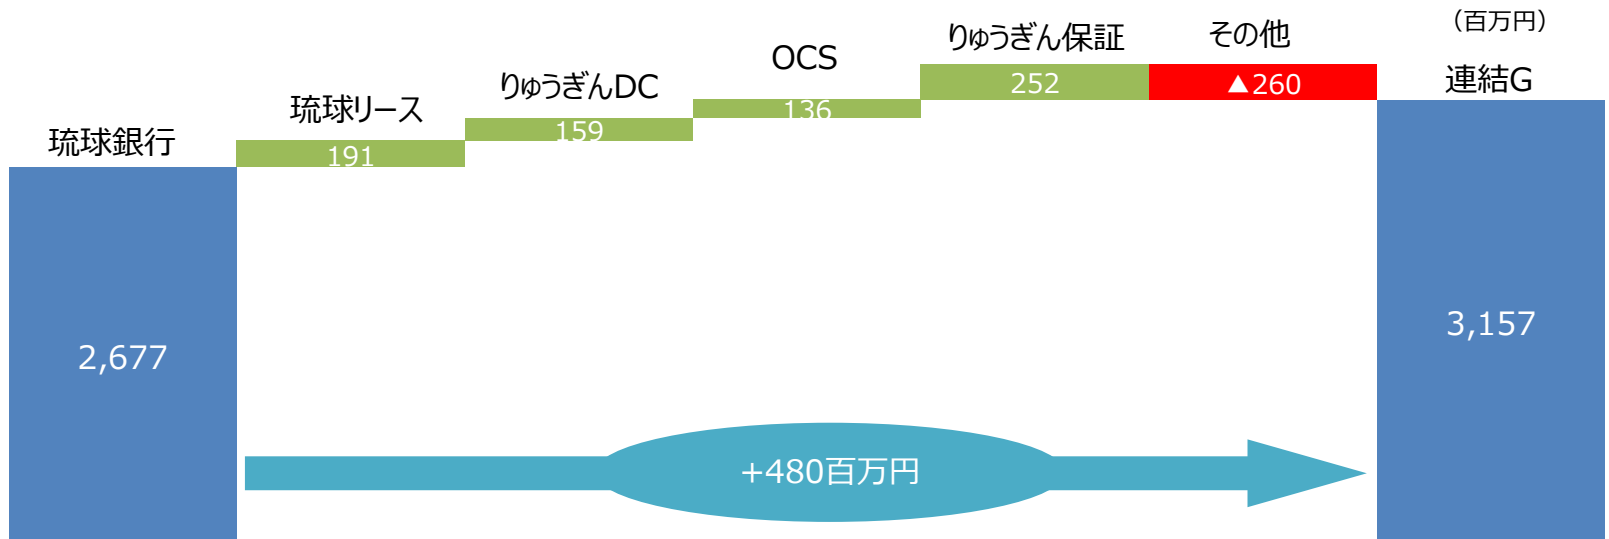 （百万円）
琉球銀行
琉球リース
りゅうぎんDC
OCS
りゅうぎん保証
その他
連結G
2,677
191
159
136
252
▲260
3,157
+480百万円